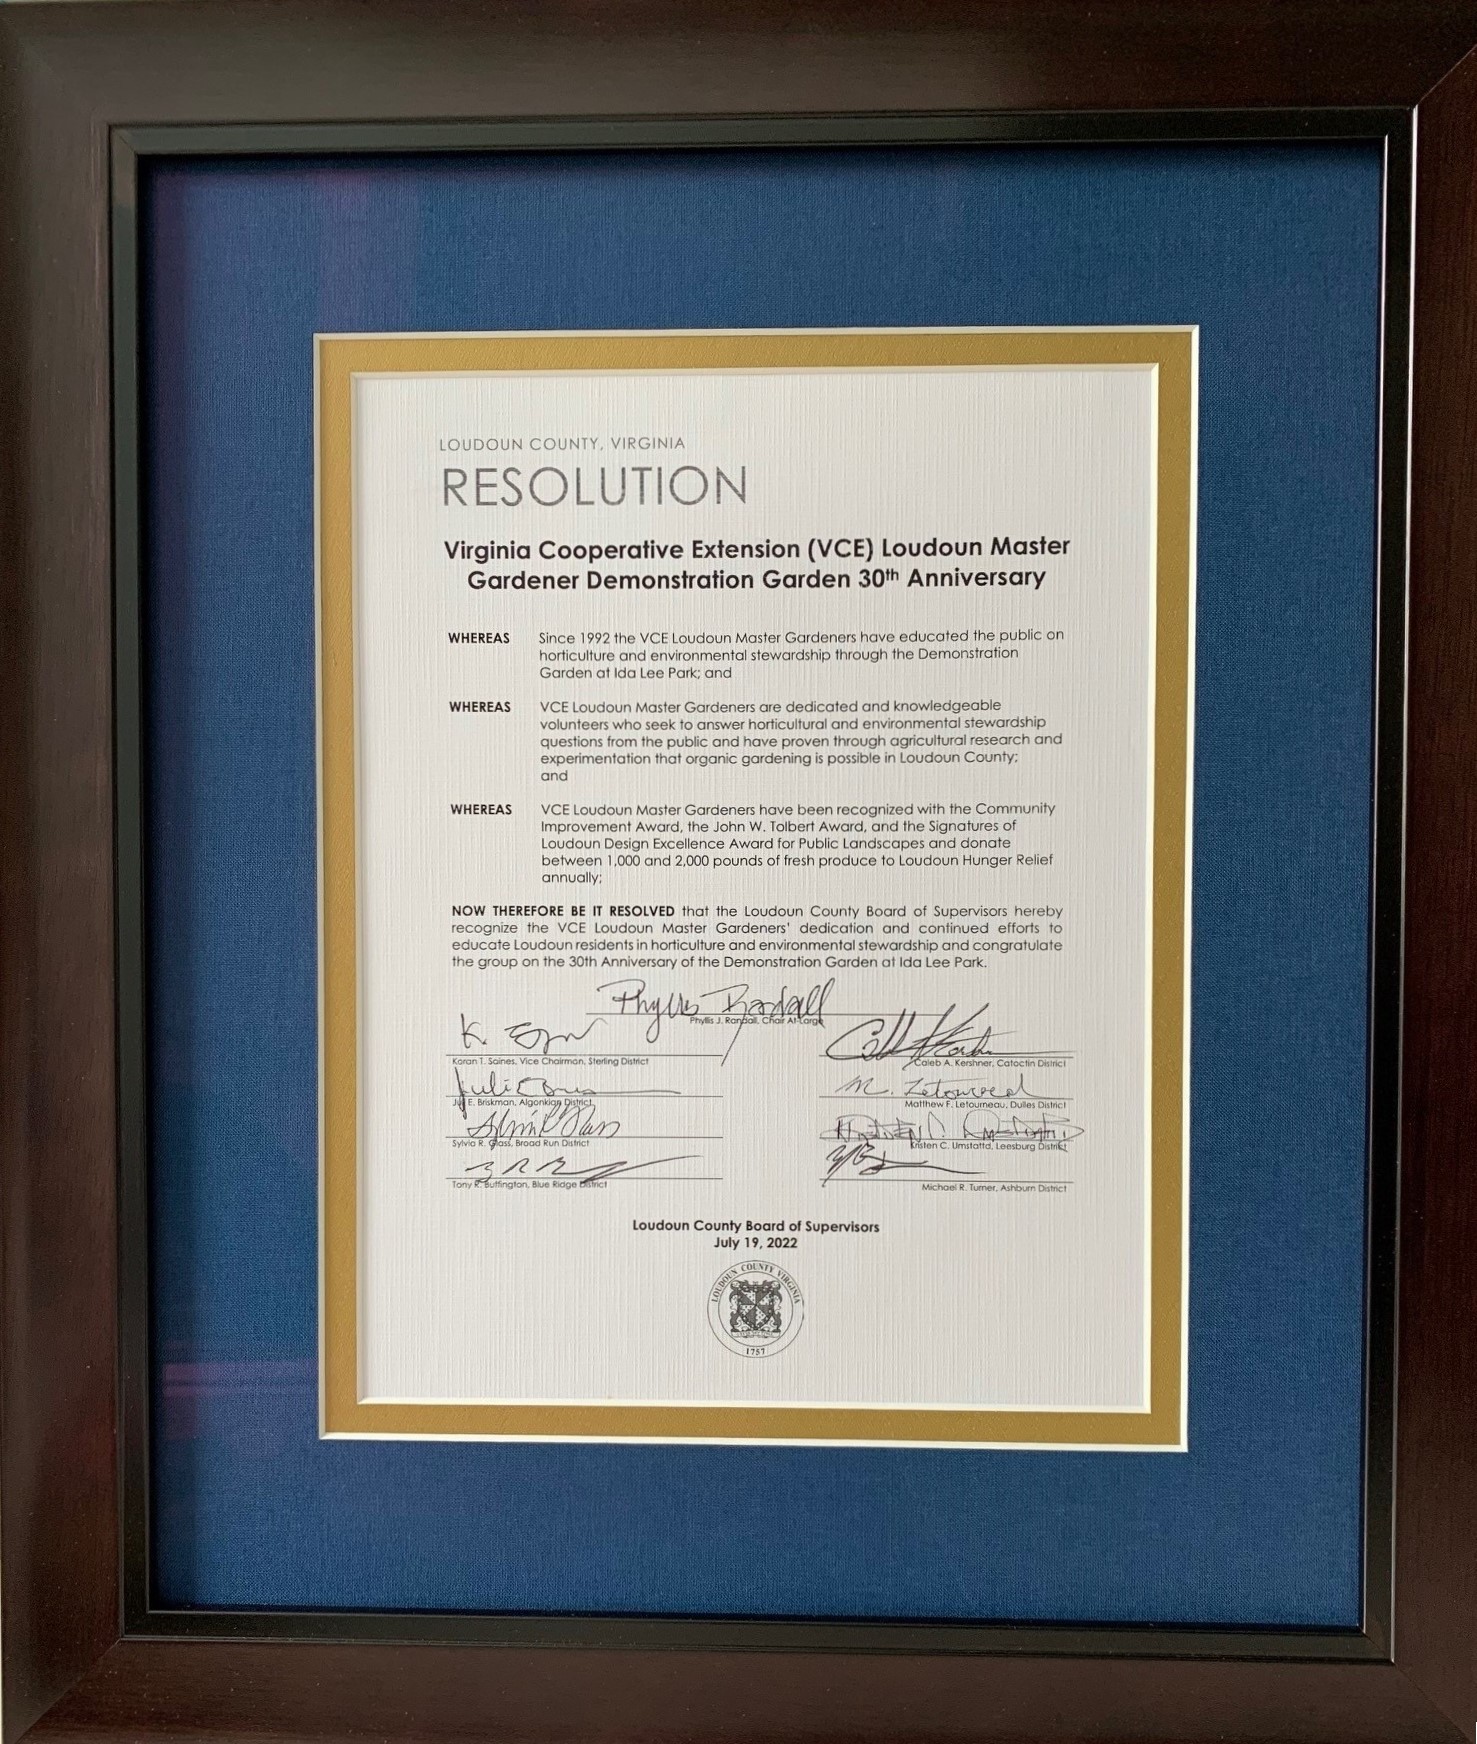 LOUDOUN COUNTY, VIRGINIA
RESOLUTION
Virginia Cooperative Extension (VCE) Loudoun Master
Gardener Demonstration Garden 30th Anniversary
WHEREAS Since 1992 the VCE Loudoun Master Gardeners have educated the public on
horticulture and environmental stewardship through the Demonstration
Garden at Ida Lee Park; and
WHEREAS VCE Loudoun Master Gardeners are dedicated and knowledgeable
volunteers who seek to answer horticultural and environmental stewardship
questions from the public and have proven through agricultural research and
experimentation that organic gardening is possible in Loudoun County;
and
WHEREAS VCE Loudoun Master Gardeners have been recognized with the Community
Improvement Award, the John W. Tolbert Award, and the Signatures of
Loudoun Design Excellence Award for Public Landscapes and donate
between 1,000 and 2,000 pounds of fresh produce to Loudoun Hunger Relief
annually;
NOW THEREFORE BE IT RESOLVED that the Loudoun County Board of Supervisors hereby
recognize the VCE Loudoun Master Gardeners' dedication and continued efforts to
educate Loudoun residents in horticulture and environmental stewardship and congratulate
the group on the 30th Anniversary of the Demonstration Garden at Ida Lee Park.
Phyllis Randall
Phyllis J. Randall, Chair At-Large
Koran T. Saines, Vice Chairman, Sterling District
Caleb A. Kershner, Catoctin District
M. Letourneau
E. Briskman, Algonkian District
Matthew F. Letourneau, Dulles District
Sylvia R. Glass, Broad Run District
Kristen C. Umstattd, Leesburg District
Tony R. Buffington, Blue Ridge District
Michael R. Turner, Ashburn District
Loudoun County Board of Supervisors
July 19, 2022
LOUDOUN COUNTY VIRGINIA
1757